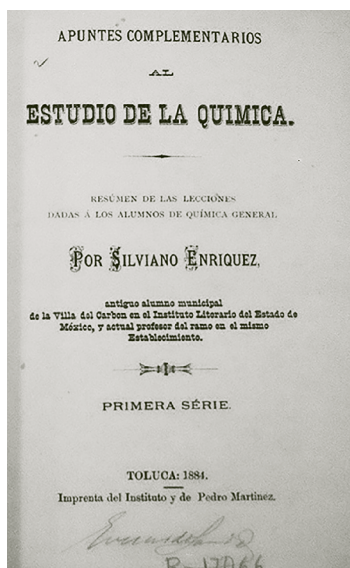 APUNTES COMPLEMENTARIOS
AL
ESTUDIO DE LA QUIMICA.
RESÚMEN DE LAS LECCIONES
DADAS Á LOS ALUMNOS DE QUÍMICA GENERAL
POR SILVIANO ENRIQUEZ,
antiguo alumno municipal
de la Villa del Carbon en el Instituto Literario del Estado de
México, y actual profesor del ramo en el mismo
Establecimiento.
PRIMERA SÉRIE.
TOLUCA: 1884.
Imprenta del Instituto y de Pedro Martinez.